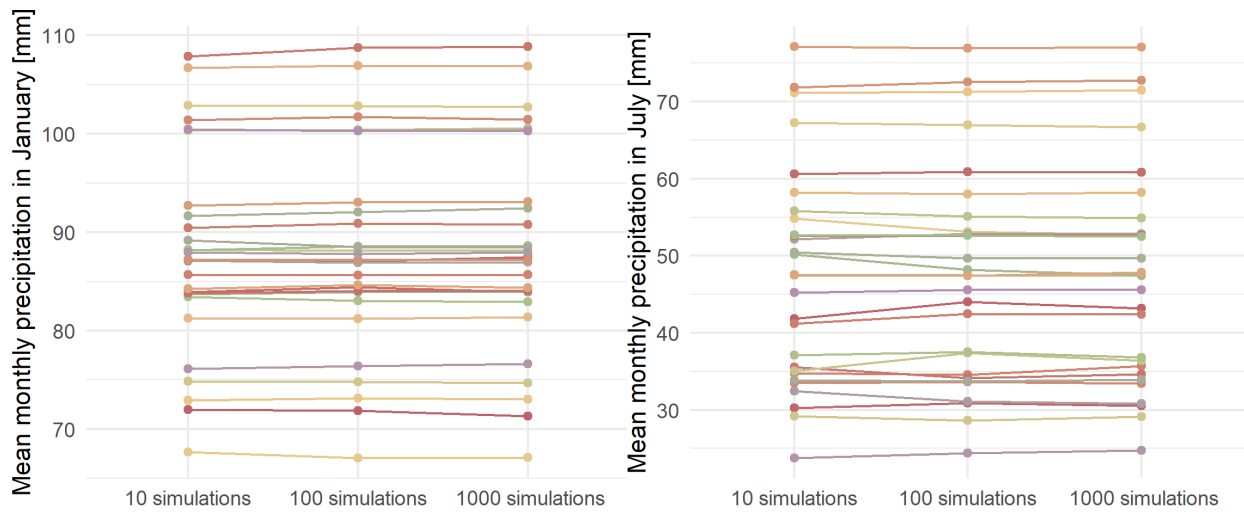 Mean monthly precipitation in January [mm]
110
100
90
80
70
10 simulations 100 simulations 1000 simulations
Mean monthly precipitation in July [mm]
70
60
50
40
30
10 simulations 100 simulations 1000 simulations